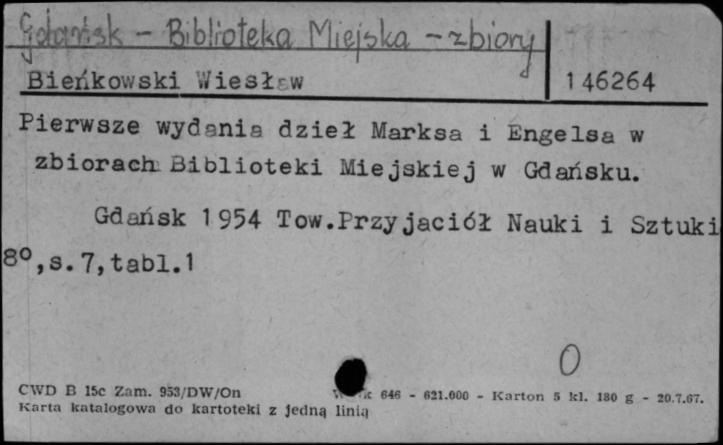 Gdańsk - Biblioteka Miejska - zbiory
Bieńkowski Wiesław
146264
Pierwsze wydania dzieł Marksa i Engelsa w
zbiorach Biblioteki Miejskiej w Gdańsku.
Gdańsk 1954 Tow.Przyjaciół Nauki i Sztuki
8°,s.7,tabl.1
0
CWD B 15c Zam. 953/DW/On
646 - 621.000 - Karton 5 kl. 180 g - 20.7.67.
Karta katalogowa do kartoteki z jedną linią